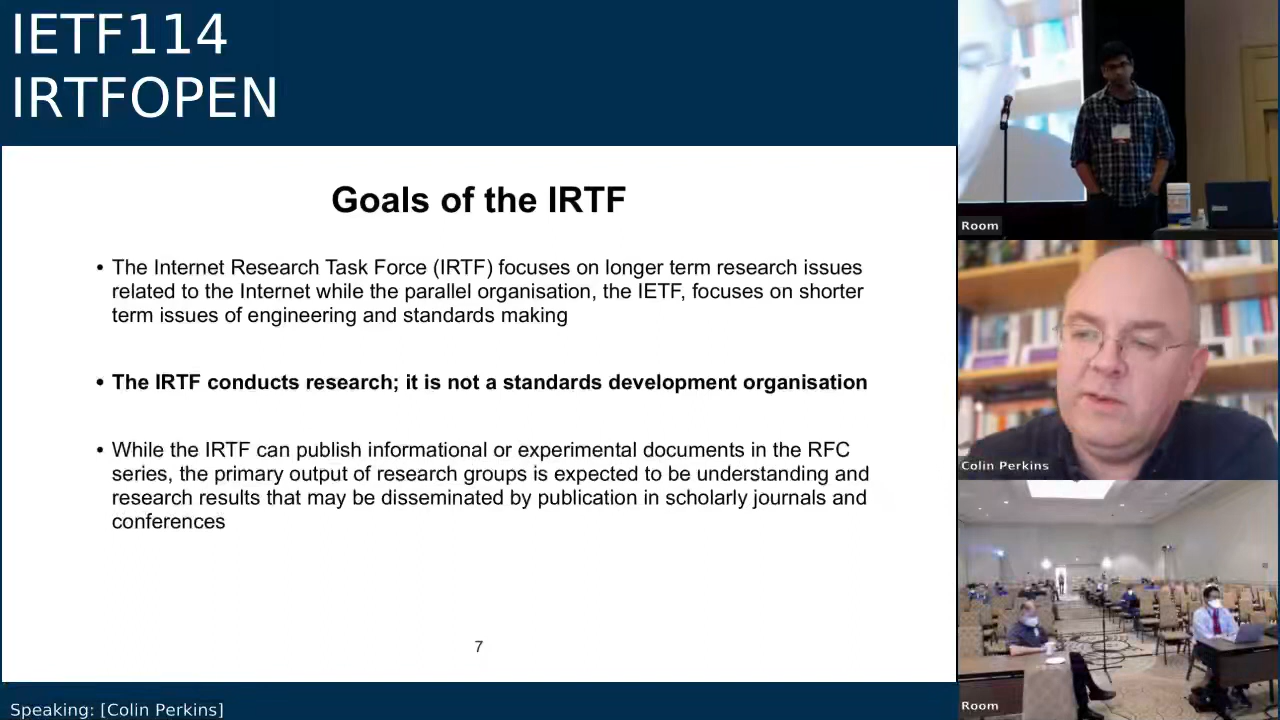 IETF114
IRTFOPEN
Goals of the IRTF
• The Internet Research Task Force (IRTF) focuses on longer term research issues
related to the Internet while the parallel organisation, the IETF, focuses on shorter
term issues of engineering and standards making
• The IRTF conducts research; it is not a standards development organisation
• While the IRTF can publish informational or experimental documents in the RFC
series, the primary output of research groups is expected to be understanding and
research results that may be disseminated by publication in scholarly journals and
conferences
7
Speaking: [Colin Perkins]
Room
Colin Perkins
Room